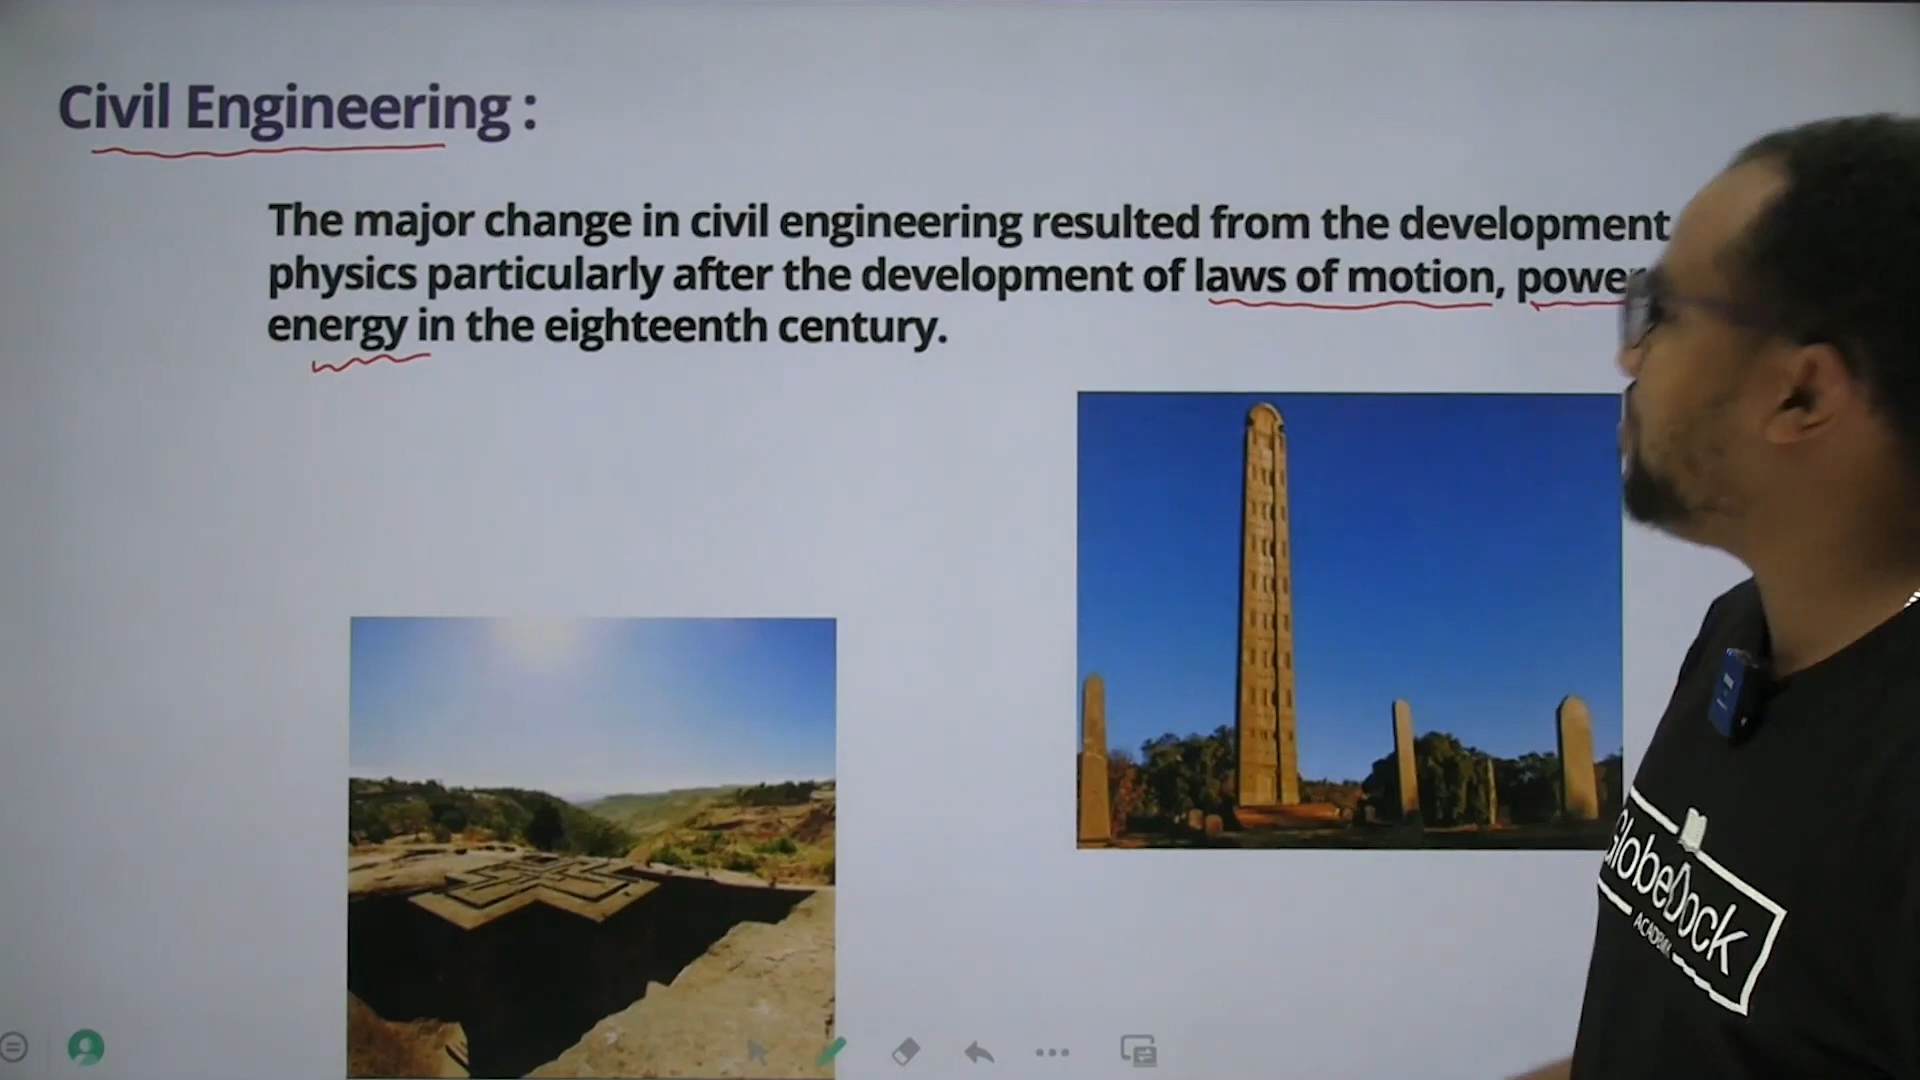 Civil Engineering :
The major change in civil engineering resulted from the development
physics particularly after the development of laws of motion,
energy in the eighteenth century.
GlobeDock
ACADEMY